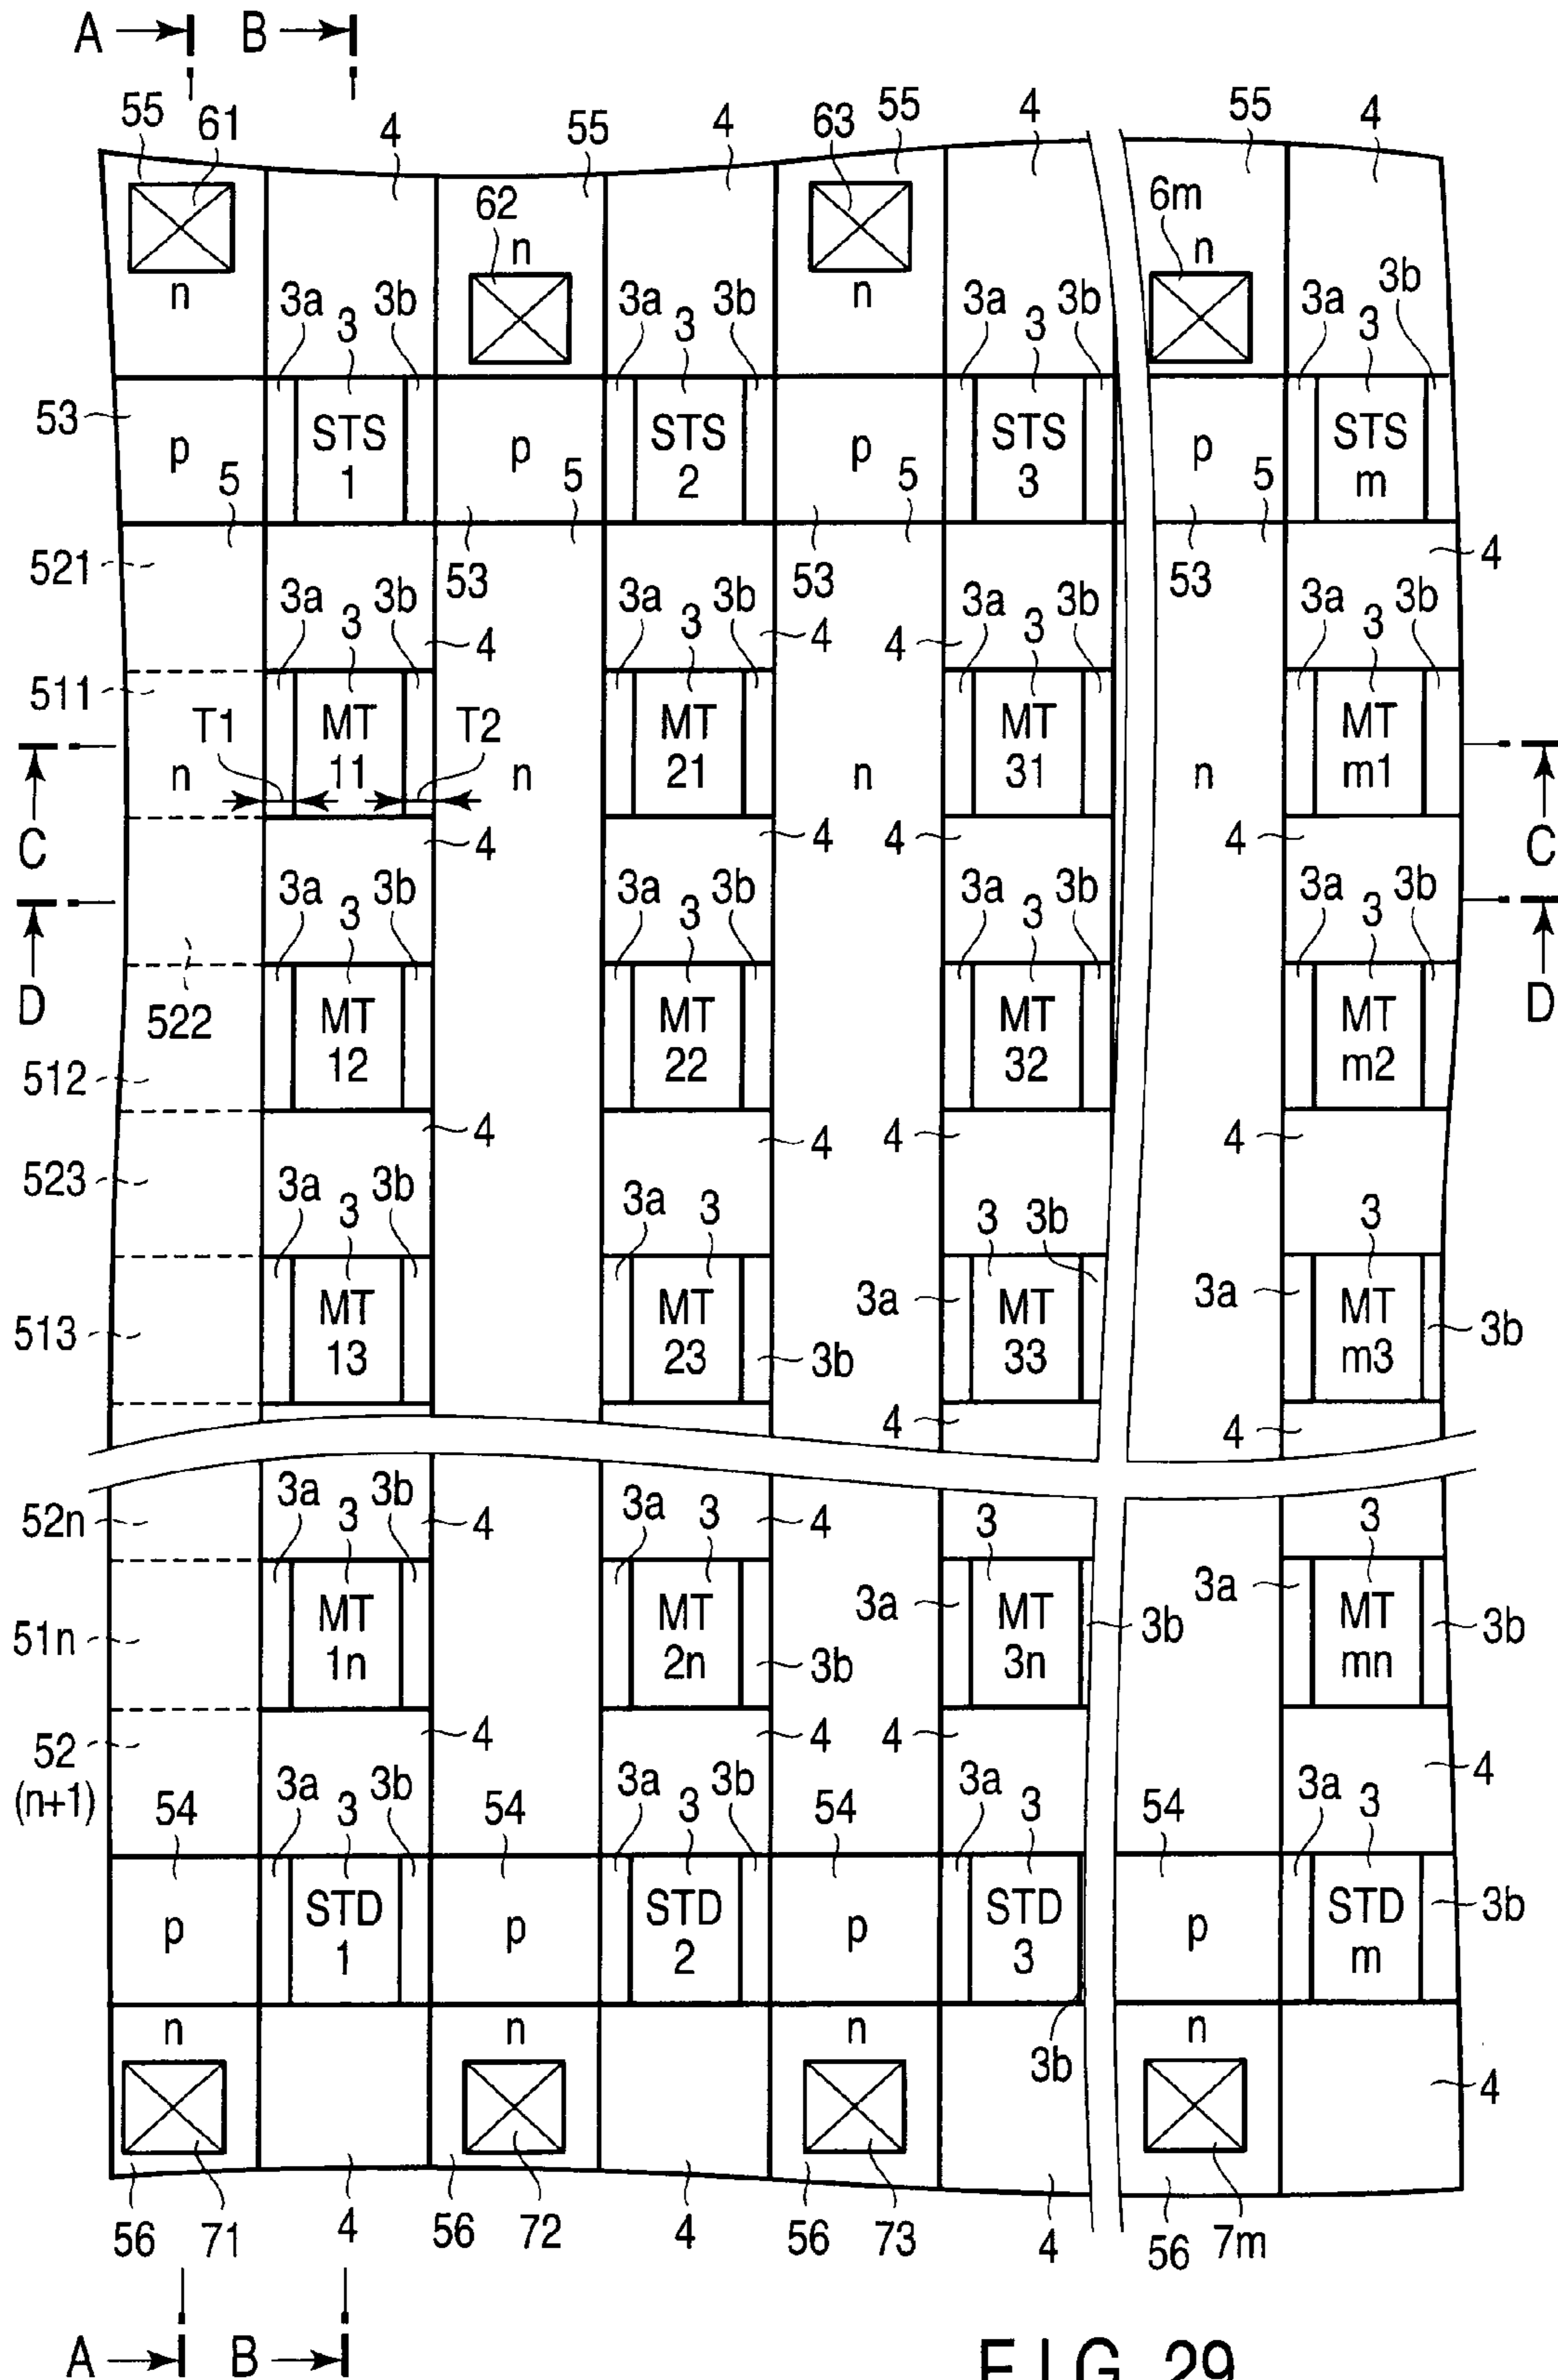 A B
55 61 4 55 4 63 55 4 55 4
62 6m
n n
n 3a 3 3b 3a 3 3b n 3a 3 3b 3a 3 3b
53 p STS 1 p STS 2 p STS 3 p STS m
5 5 5 5
521 53 53 53 4
3a 3 3b 4 3a 3 3b 4 4 3a 3 3b 3a 3 3b
511 T1 MT 11 T2 MT 21 MT 31 MT m1
n n n n
C 4 4 4 4 C
3a 3 3b 3a 3 3b 3a 3 3b 3a 3 3b
D 522 MT 12 MT 22 MT 32 MT m2 D
512
4 4 4 4
523 3a 3 3b 3a 3 3 3b 3
513 MT 13 MT 23 3b 3a MT 33 3a MT m3 3b
4 4
52n 3a 3 3b 4 3a 3 4 3 3
51n MT 1n MT 2n 3b 3a MT 3n 3b 3a MT mn 3b
52 (n+1) 4 4 4 4
54 3a 3 3b 54 3a 3 3b 54 3a 3 54 3a 3
p STD 1 p STD 2 p STD 3 p STD m 3b
n n n n
3b 4
56 71 4 56 72 4 56 73 4 56 7m
A B
FIG. 29